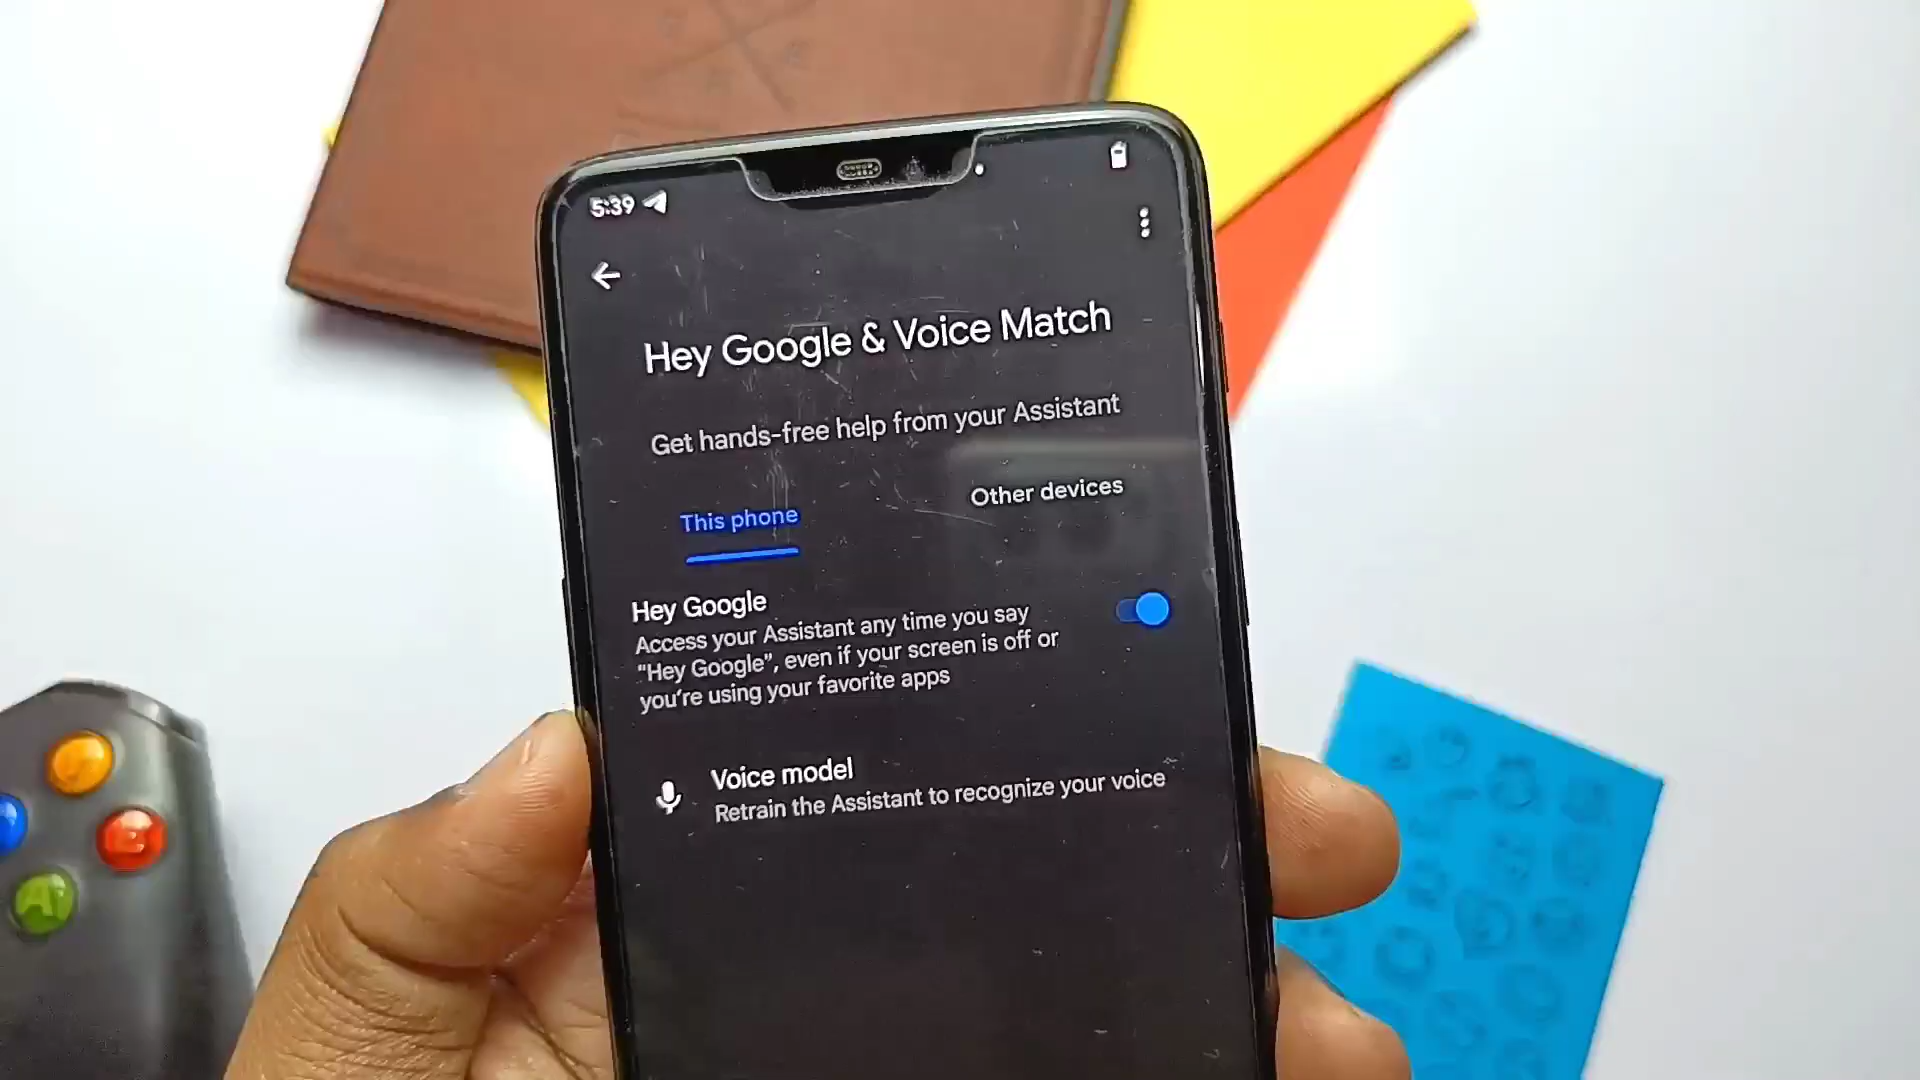 5:39
Hey Google & Voice Match
Get hands-free help from your Assistant
This phone
Other devices
Hey Google
Access your Assistant any time you say
“Hey Google”, even if your screen is off or
you’re using your favorite apps
Voice model
Retrain the Assistant to recognize your voice
A